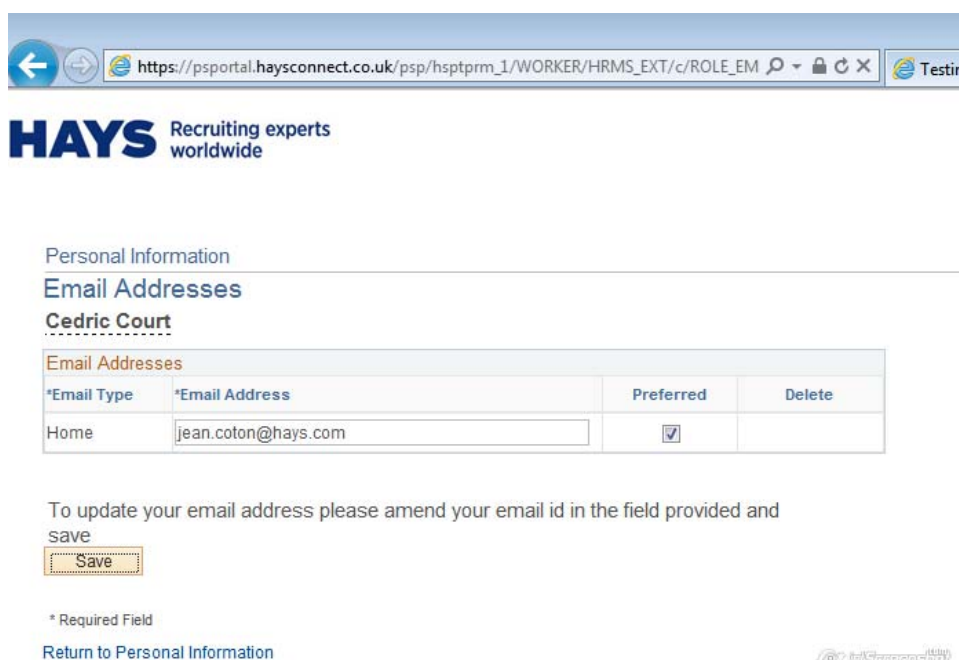 https://psportal.haysconnect.co.uk/psp/hsptprm_1/WORKER/HRMS_EXT/c/ROLE_EM
HAYS Recruiting experts
worldwide
Personal Information
Email Addresses
Cedric Court
Email Addresses
*Email Type *Email Address Preferred Delete
Home jean.coton@hays.com
To update your email address please amend your email id in the field provided and
save
Save
* Required Field
Return to Personal Information